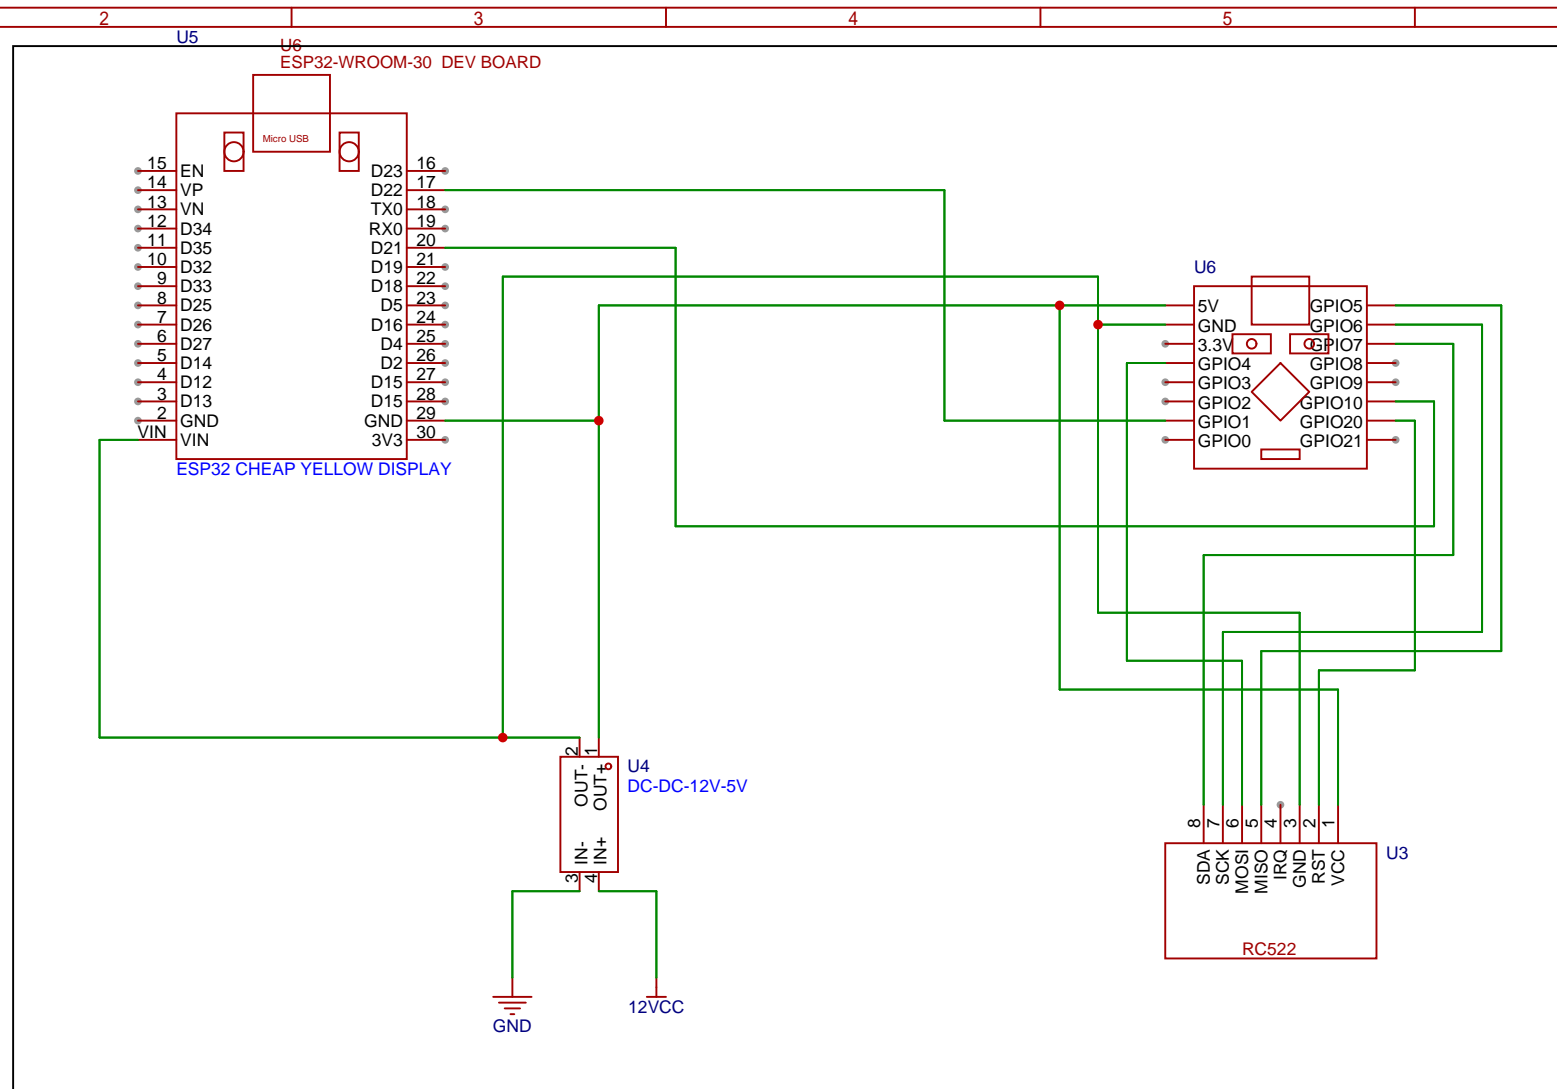 2 3 4 5
U5
U6
ESP32-WROOM-30 DEV BOARD
Micro USB
15 EN D23 16
14 VP D22 17
13 VN TX0 18
12 D34 RX0 19
11 D35 D21 20
10 D32 D19 21
9 D33 D18 22
8 D25 D5 23
7 D26 D16 24
6 D27 D4 25
5 D14 D2 26
4 D12 D15 27
3 D13 D15 28
2 GND GND 29
VIN VIN 3V3 30
ESP32 CHEAP YELLOW DISPLAY
U6
5V GPIO5
GND GPIO6
3.3V GPIO7
GPIO4 GPIO8
GPIO3 GPIO9
GPIO2 GPIO10
GPIO1 GPIO20
GPIO0 GPIO21
2 1
OUT- OUT+
IN- IN+
3 4
U4
DC-DC-12V-5V
GND
12VCC
8 7 6 5 4 3 2 1
SDA SCK MOSI MISO IRQ GND RST VCC
U3
RC522